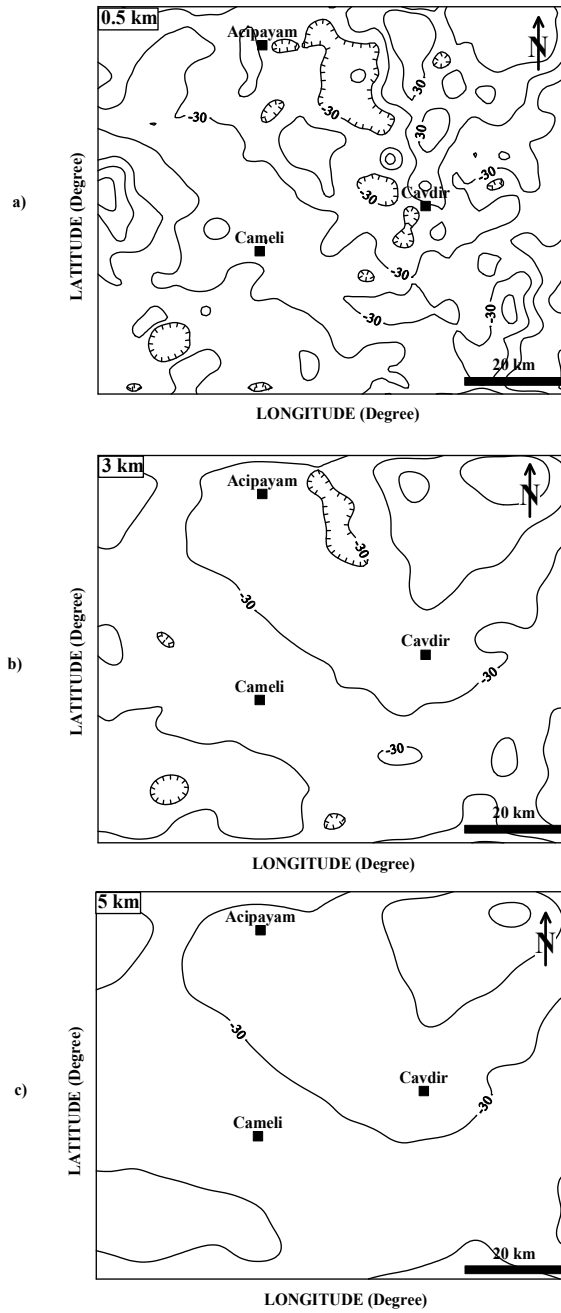 a)
0.5 km
Acipayam
N
-30
-30
30
-30
-30
Cavdir
Cameli
-30
-30
-30
20 km
LATITUDE (Degree)
LONGITUDE (Degree)
b)
3 km
Acipayam
N
-30
-30
Cavdir
-30
Cameli
-30
20 km
LATITUDE (Degree)
LONGITUDE (Degree)
c)
5 km
Acipayam
N
-30
Cavdir
-30
Cameli
20 km
LATITUDE (Degree)
LONGITUDE (Degree)